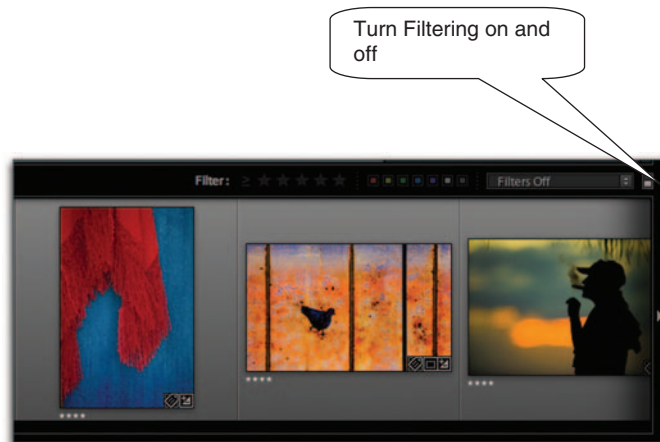 Turn Filtering on and
off
Filter: ≥ ★★★★★ Filters Off
★★★★
★★★★
★★★★